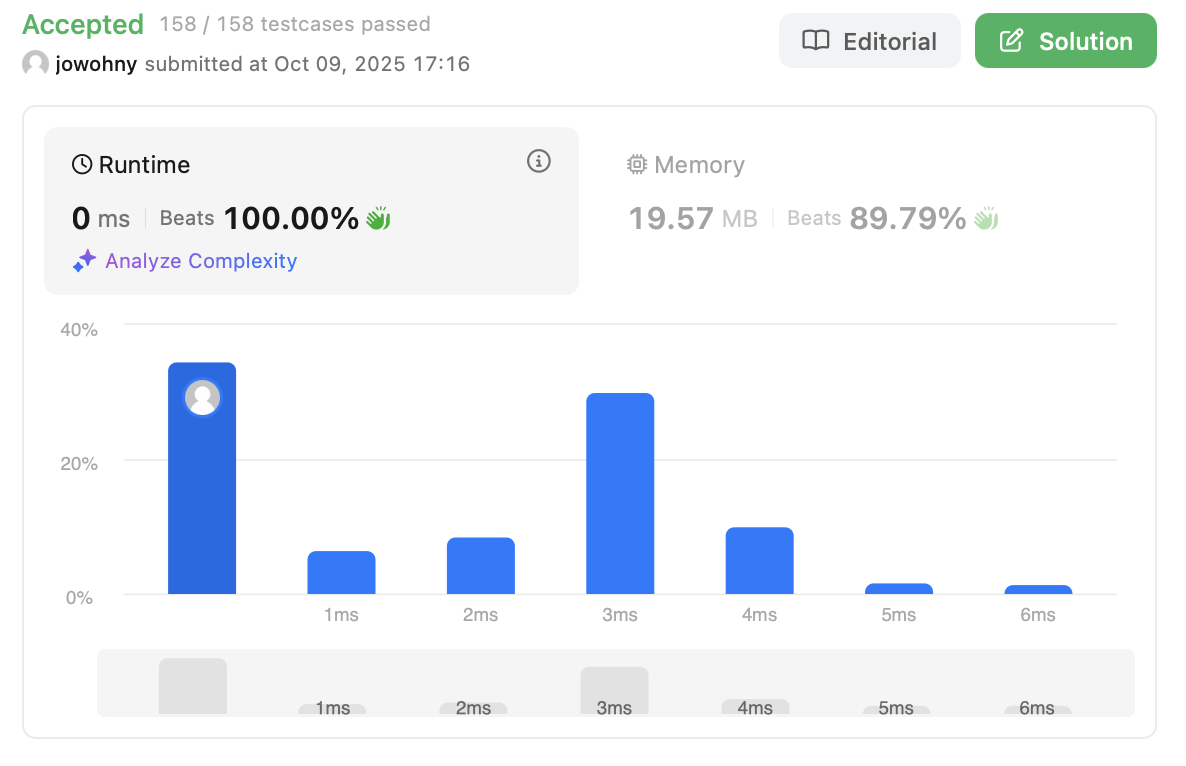 Accepted 158 / 158 testcases passed
Editorial
Solution
jowohny submitted at Oct 09, 2025 17:16
Runtime
0 ms Beats 100.00%
Analyze Complexity
Memory
19.57 MB Beats 89.79%
40%
20%
0%
1ms 2ms 3ms 4ms 5ms 6ms
1ms 2ms 3ms 4ms 5ms 6ms